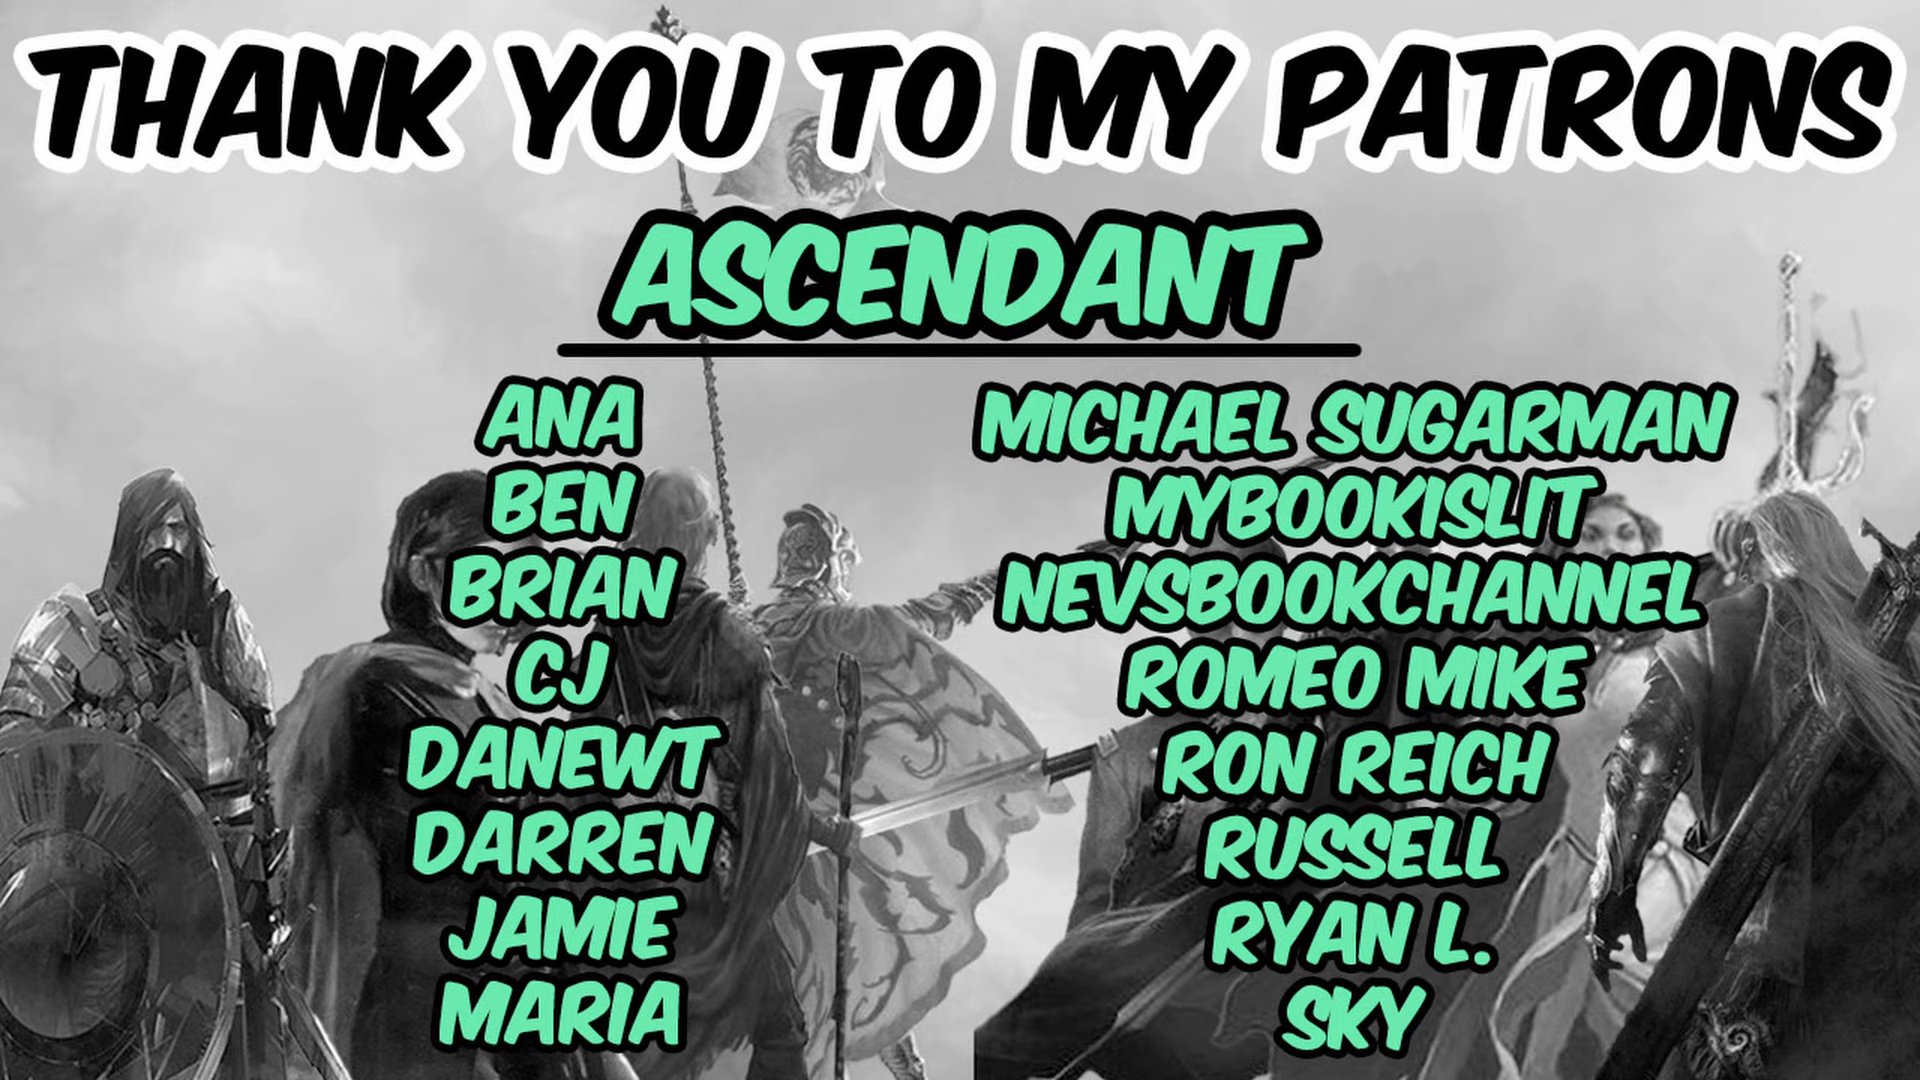 THANK YOU TO MY PATRONS
ASCENDANT
ANA
BEN
BRIAN
CJ
DANEWT
DARREN
JAMIE
MARIA
MICHAEL SUGARMAN
MYBOOKISLIT
NEVSBOOKCHANNEL
ROMEO MIKE
RON REICH
RUSSELL
RYAN L.
SKY